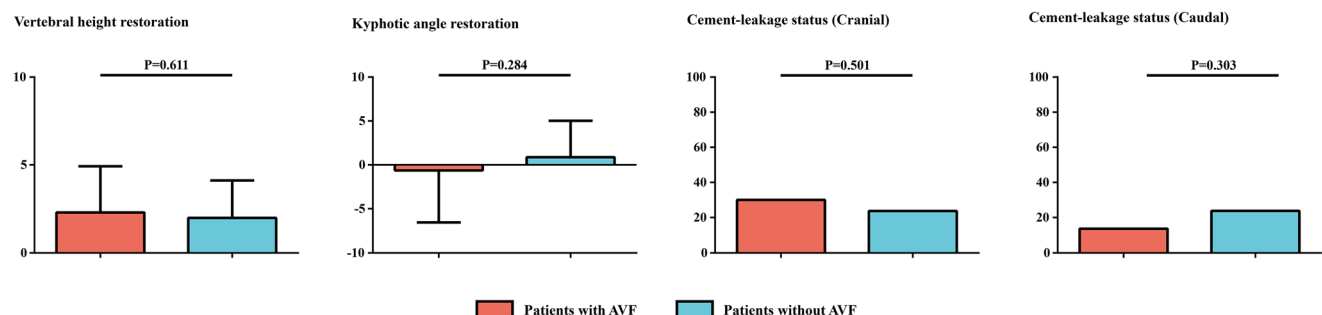 Vertebral height restoration
P=0.611
10
5
0
Kyphotic angle restoration
P=0.284
10
5
0
-5
-10
Cement-leakage status (Cranial)
P=0.501
100
80
60
40
20
0
Cement-leakage status (Caudal)
P=0.303
100
80
60
40
20
0
Patients with AVF
Patients without AVF